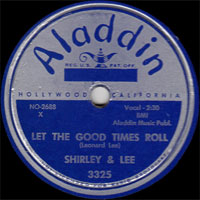 Aladdin
REG. U.S. PAT. OFF.
HOLLYWOOD CALIFORNIA
NO-2688
X
Vocal - 2:20
BMI
Aladdin Music Publ.
LET THE GOOD TIMES ROLL
(Leonard Lee)
SHIRLEY & LEE
3325